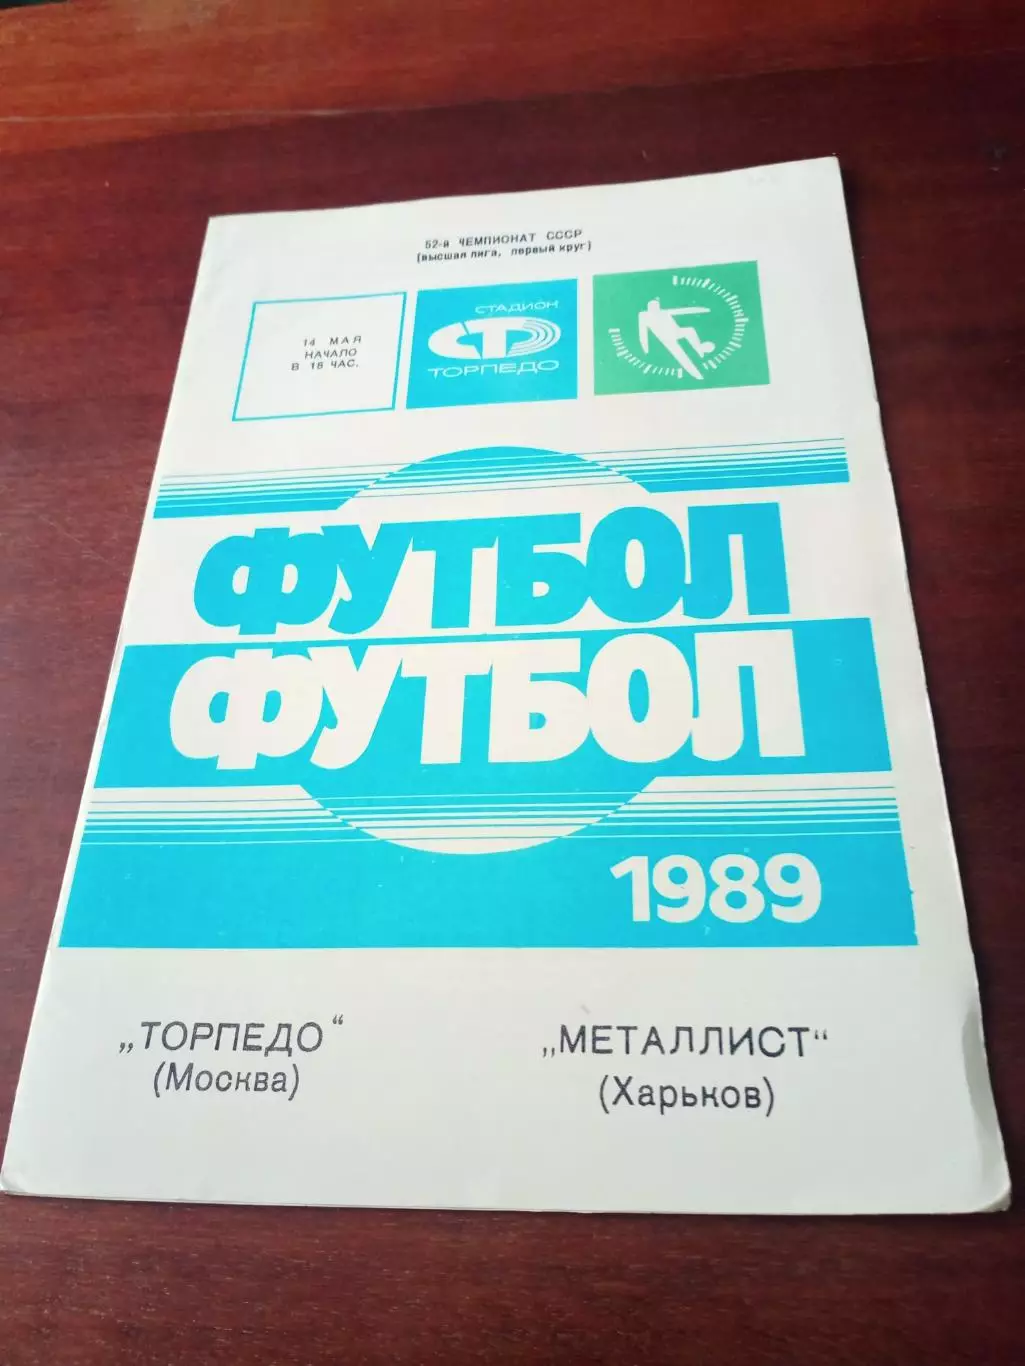 52-й ЧЕМПИОНАТ СССР
(высшая лига, первый круг)
14 МАЯ
НАЧАЛО
В 18 ЧАС.
СТАДИОН
СТ
ТОРПЕДО
ФУТБОЛ
ФУТБОЛ
1989
„ТОРПЕДО“
(Москва)
„МЕТАЛЛИСТ“
(Харьков)